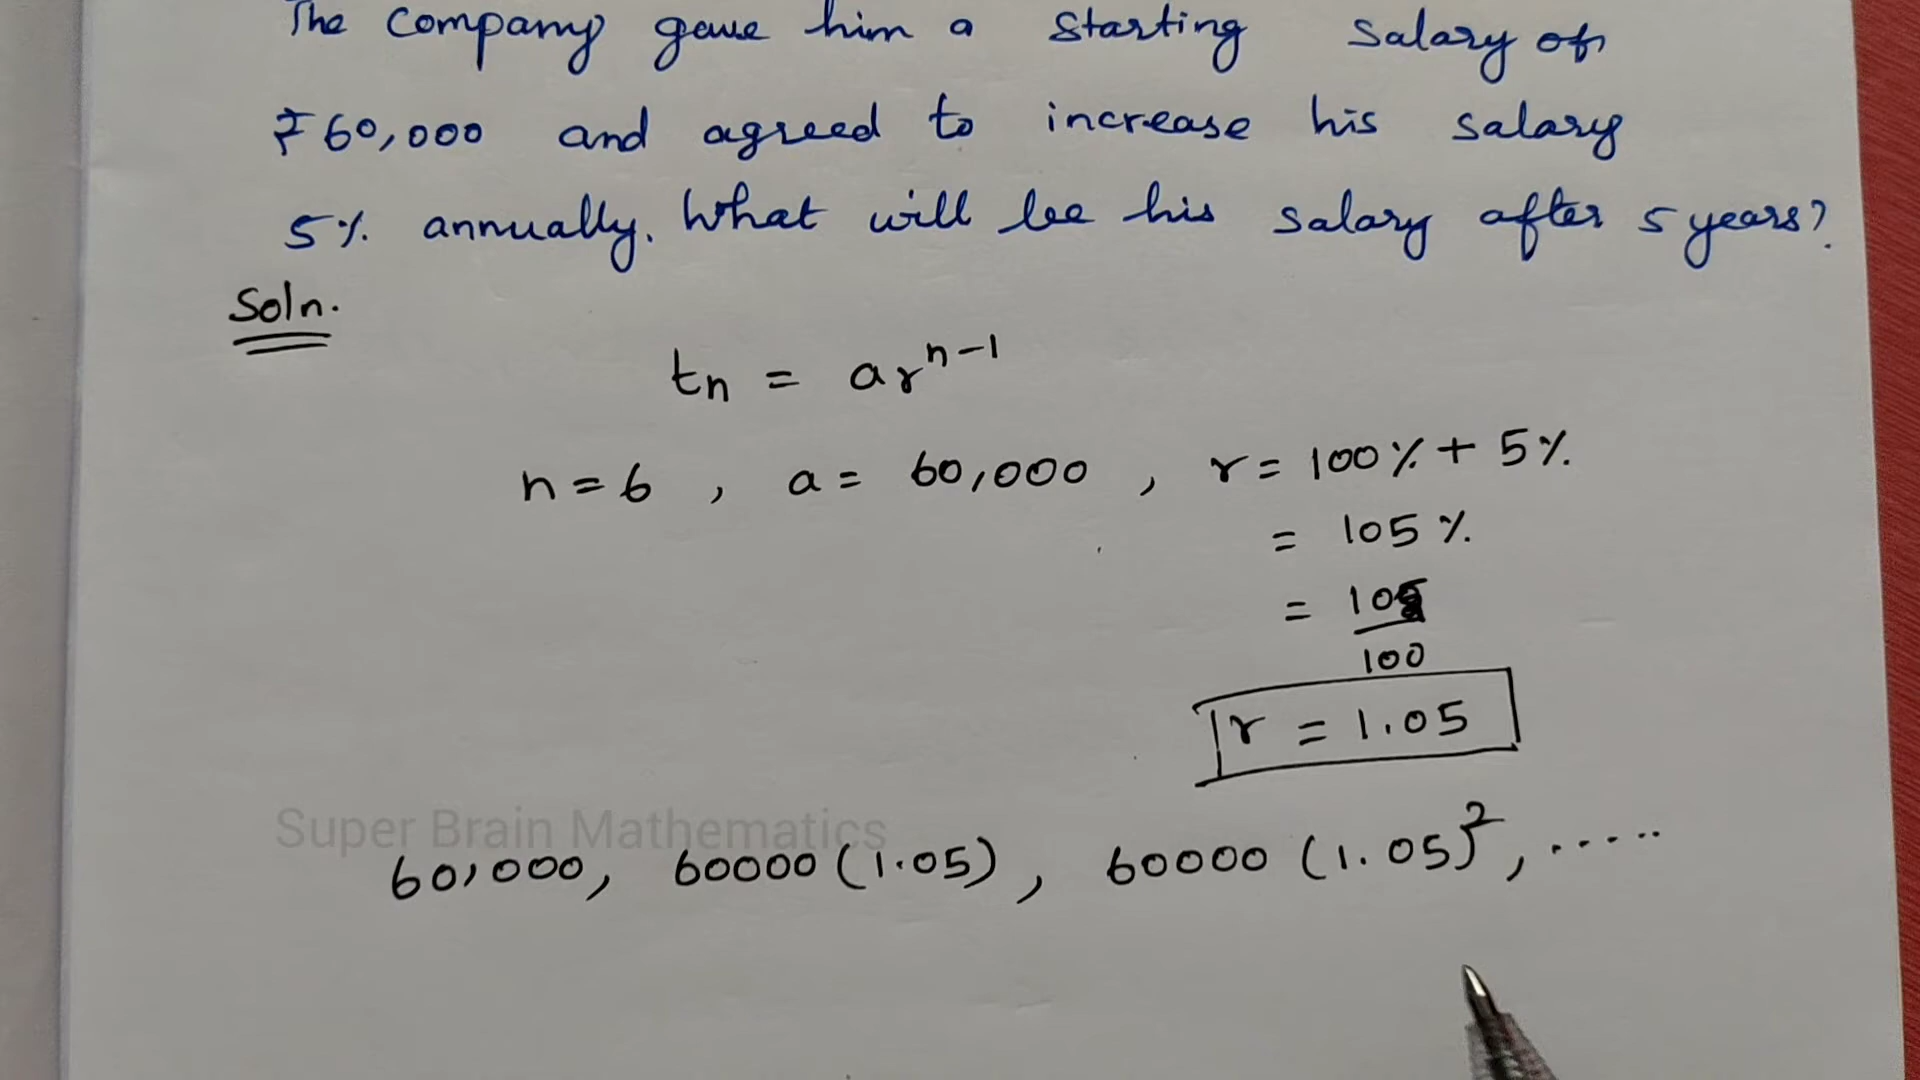 The company gave him a starting salary of
₹60,000 and agreed to increase his salary
5%. annually. What will be his salary after 5 years?
Soln.
tn = ar^n-1
n=6 , a= 60,000 , r= 100% + 5%.
= 105 %.
= 105
100
r = 1.05
Super Brain Mathematics
60,000, 60000 (1.05) , 60000 (1.05)², .....